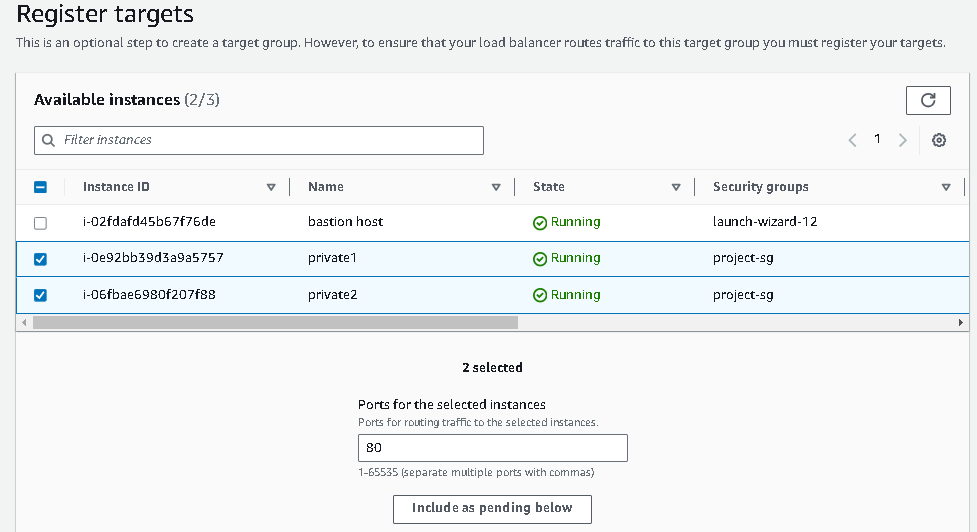 Register targets
This is an optional step to create a target group. However, to ensure that your load balancer routes traffic to this target group you must register your targets.
Available instances (2/3)
Filter instances
1
Instance ID Name State Security groups
i-02fdafd45b67f76de bastion host Running launch-wizard-12
i-0e92bb39d3a9a5757 private1 Running project-sg
i-06fbae6980f207f88 private2 Running project-sg
2 selected
Ports for the selected instances
Ports for routing traffic to the selected instances.
80
1-65535 (separate multiple ports with commas)
Include as pending below